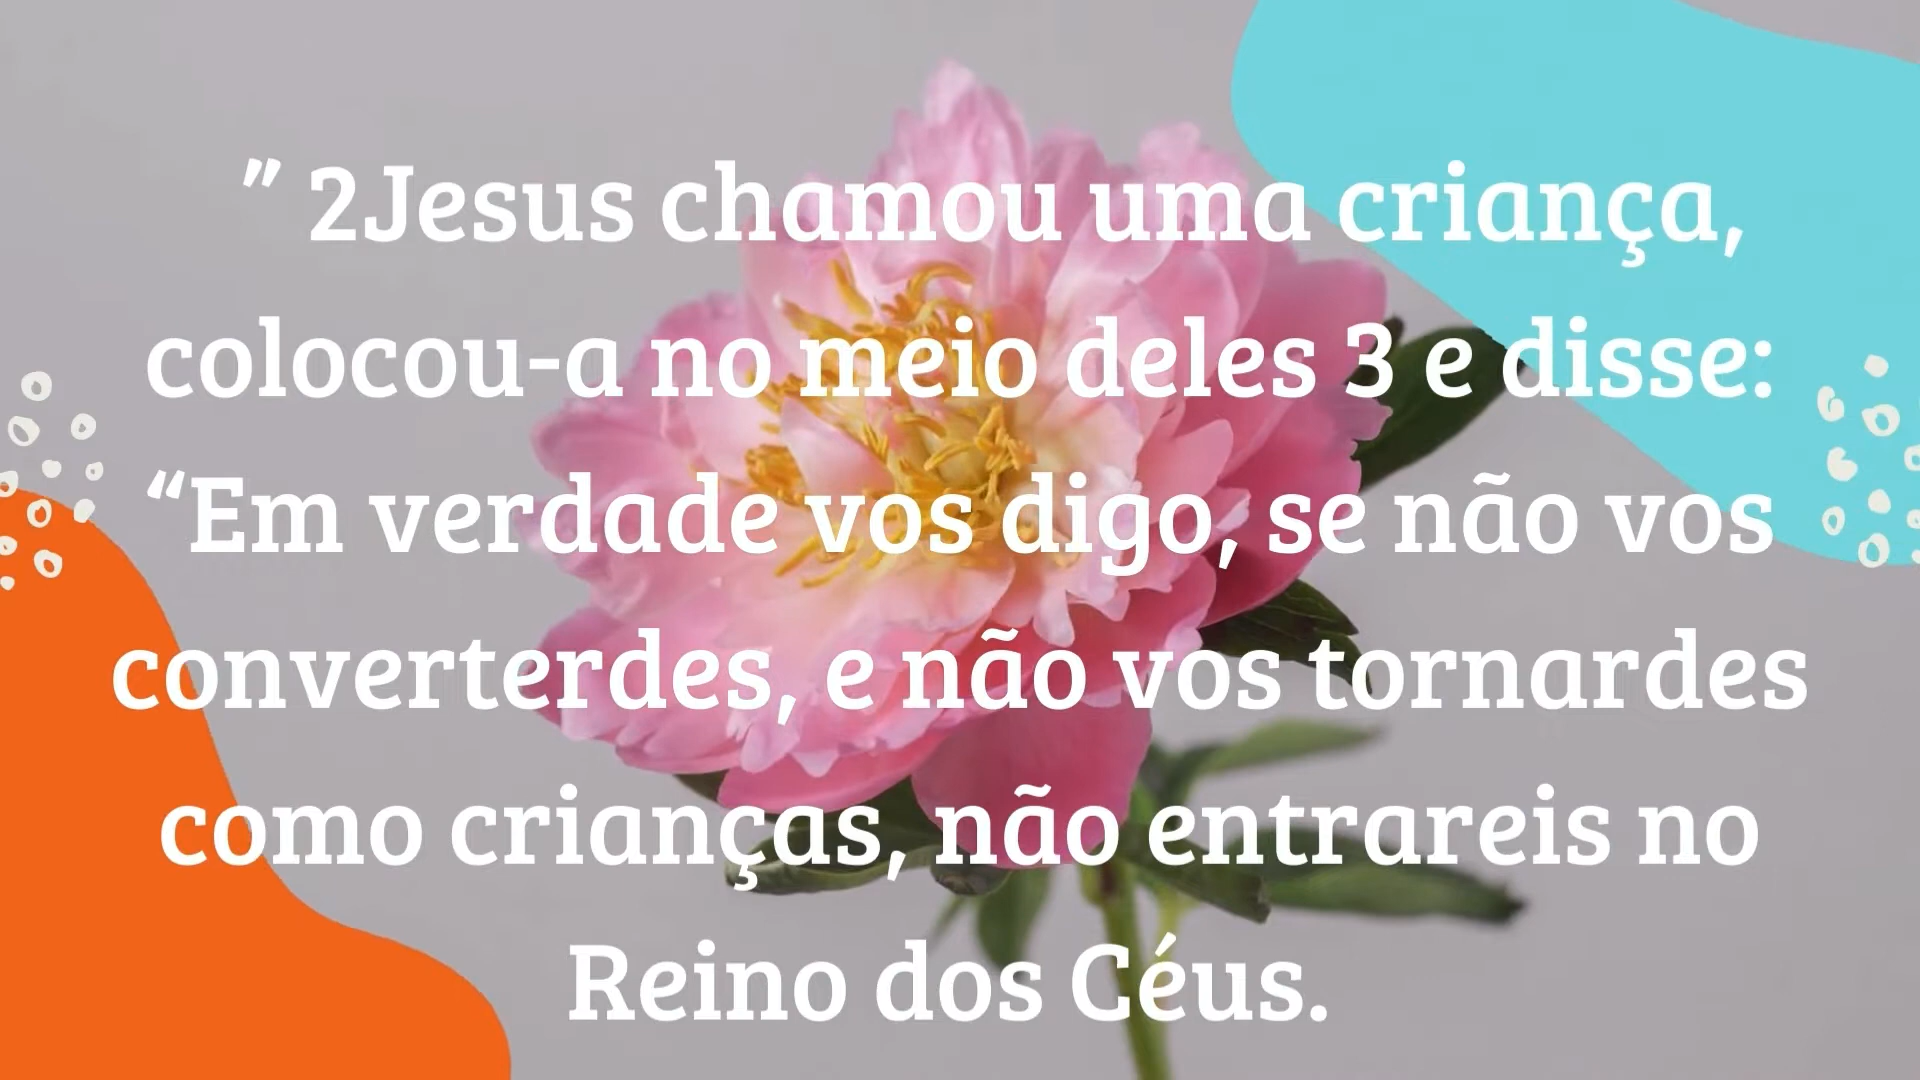 ” 2Jesus chamou uma criança,
colocou-a no meio deles 3 e disse:
“Em verdade vos digo, se não vos
converterdes, e não vos tornardes
como crianças, não entrareis no
Reino dos Céus.